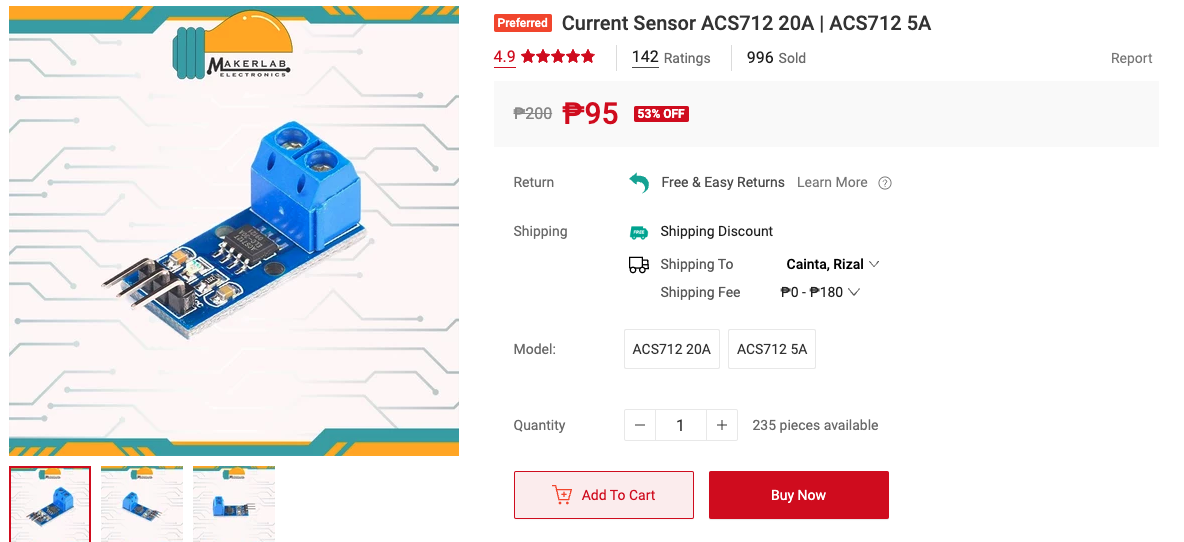 MAKERLAB
ELECTRONICS
Preferred Current Sensor ACS712 20A | ACS712 5A
4.9 142 Ratings 996 Sold Report
₱200 ₱95 53% OFF
Return Free & Easy Returns Learn More ?
Shipping FREE Shipping Discount
Shipping To Cainta, Rizal
Shipping Fee ₱0 - ₱180
Model: ACS712 20A ACS712 5A
Quantity − 1 + 235 pieces available
Add To Cart Buy Now